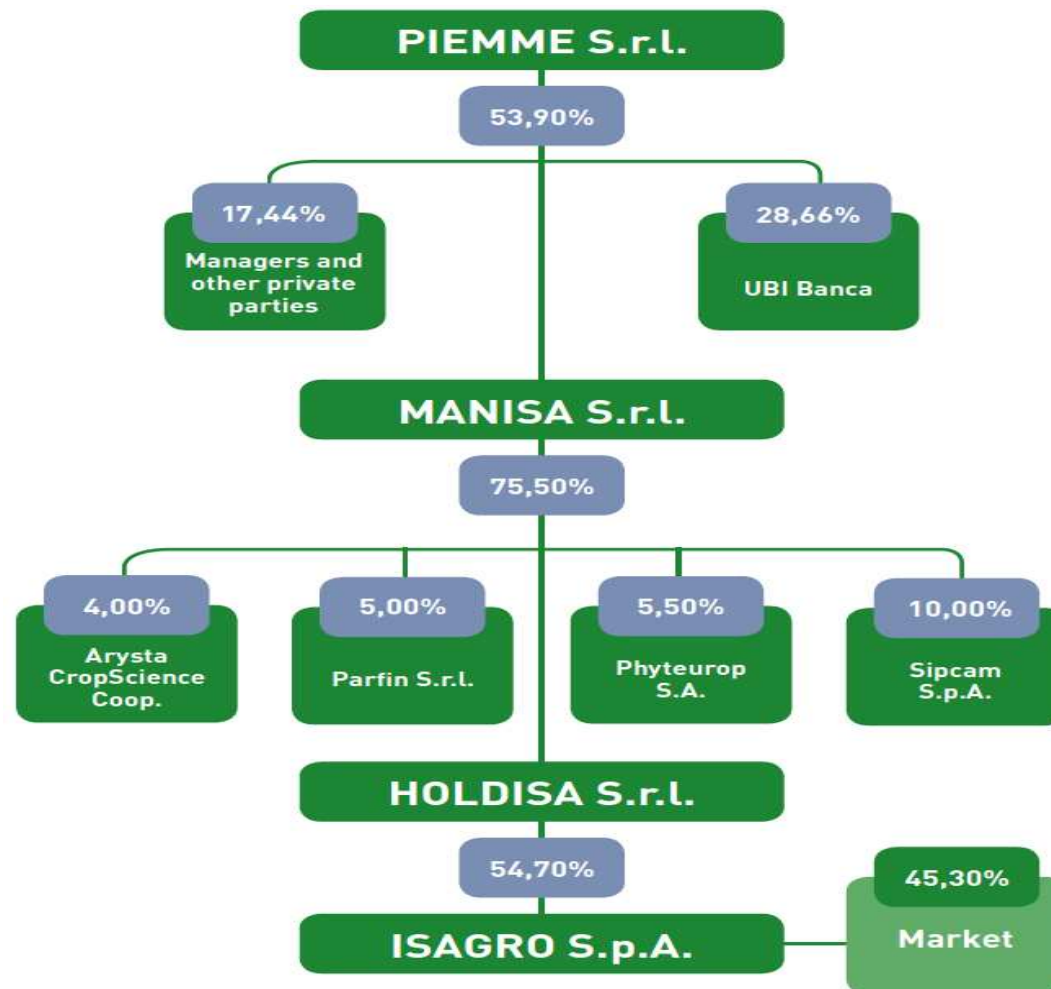 PIEMME S.r.l.
53,90%
17,44%
Managers and
other private
parties
28,66%
UBI Banca
MANISA S.r.l.
75,50%
4,00%
Arysta
CropScience
Coop.
5,00%
Parfin S.r.l.
5,50%
Phyteurop
S.A.
10,00%
Sipcam
S.p.A.
HOLDISA S.r.l.
54,70%
45,30%
Market
ISAGRO S.p.A.